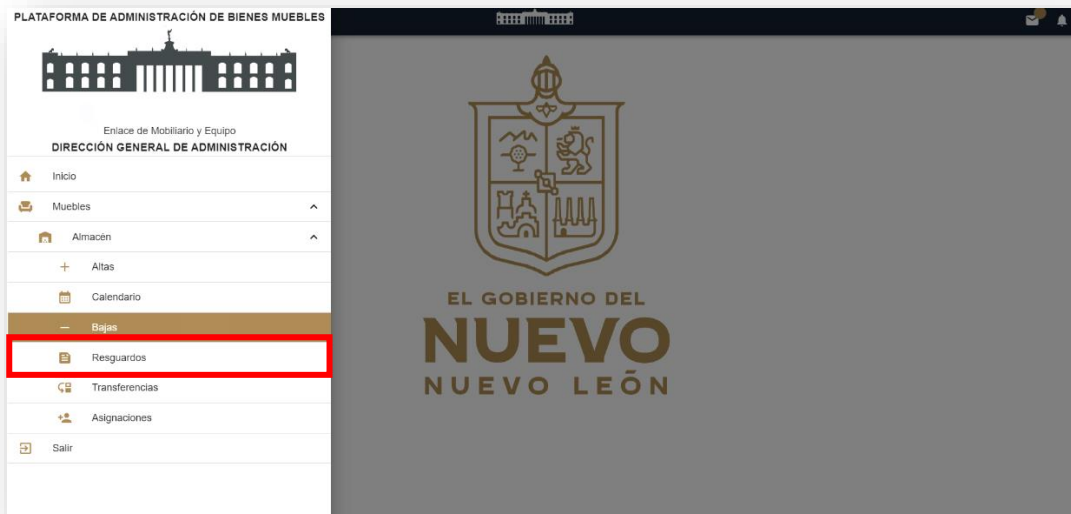 PLATAFORMA DE ADMINISTRACIÓN DE BIENES MUEBLES
Enlace de Mobiliario y Equipo
DIRECCIÓN GENERAL DE ADMINISTRACIÓN
Inicio
Muebles
Almacén
Altas
Calendario
Bajas
Resguardos
Transferencias
Asignaciones
Salir
EL GOBIERNO DEL
NUEVO
NUEVO LEÓN